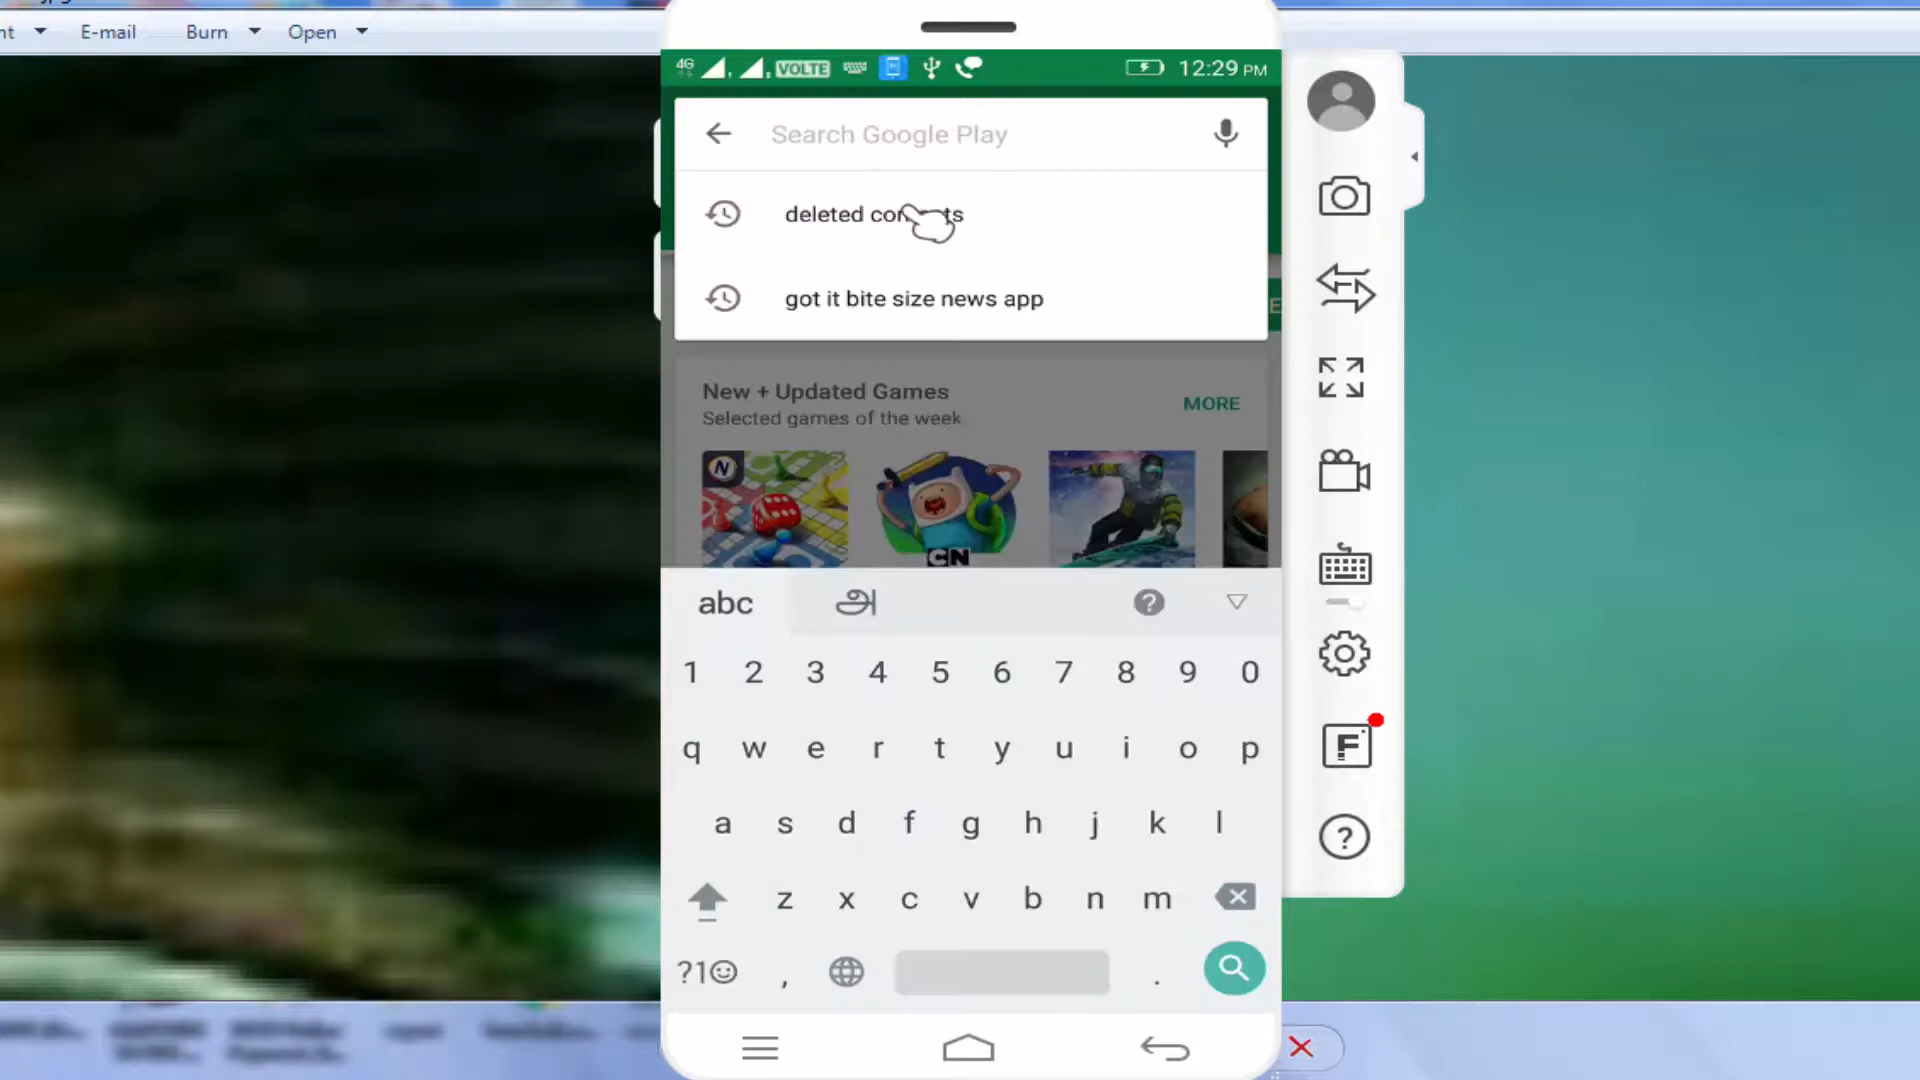 E-mail
Burn
Open
4G
VOLTE
12:29 PM
Search Google Play
deleted
got it bite size news app
New + Updated Games
Selected games of the week
MORE
N
CN
abc
அ
?
1 2 3 4 5 6 7 8 9 0
q w e r t y u i o p
a s d f g h j k l
z x c v b n m
?1☺ , .
F
?